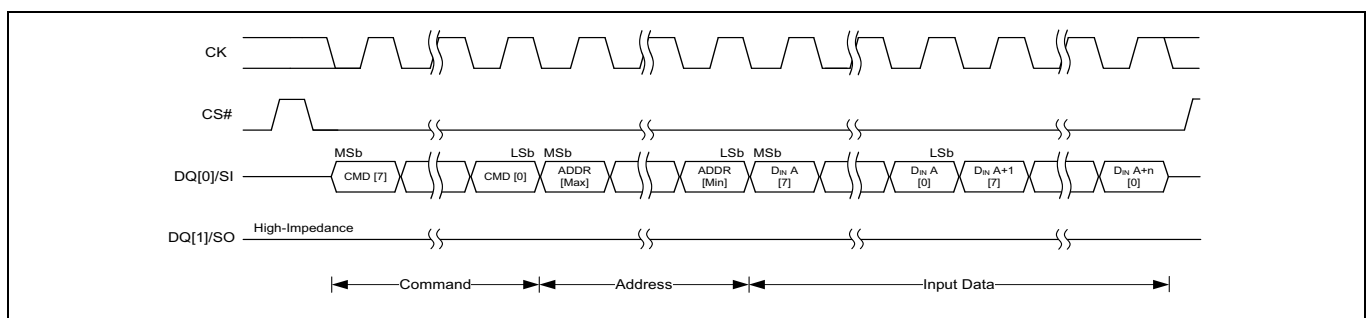 CK
CS#
MSb LSb MSb LSb MSb LSb
DQ[0]/SI CMD [7] CMD [0] ADDR [Max] ADDR [Min] DIN A [7] DIN A [0] DIN A+1 [7] DIN A+n [0]
DQ[1]/SO High-Impedance
Command Address Input Data